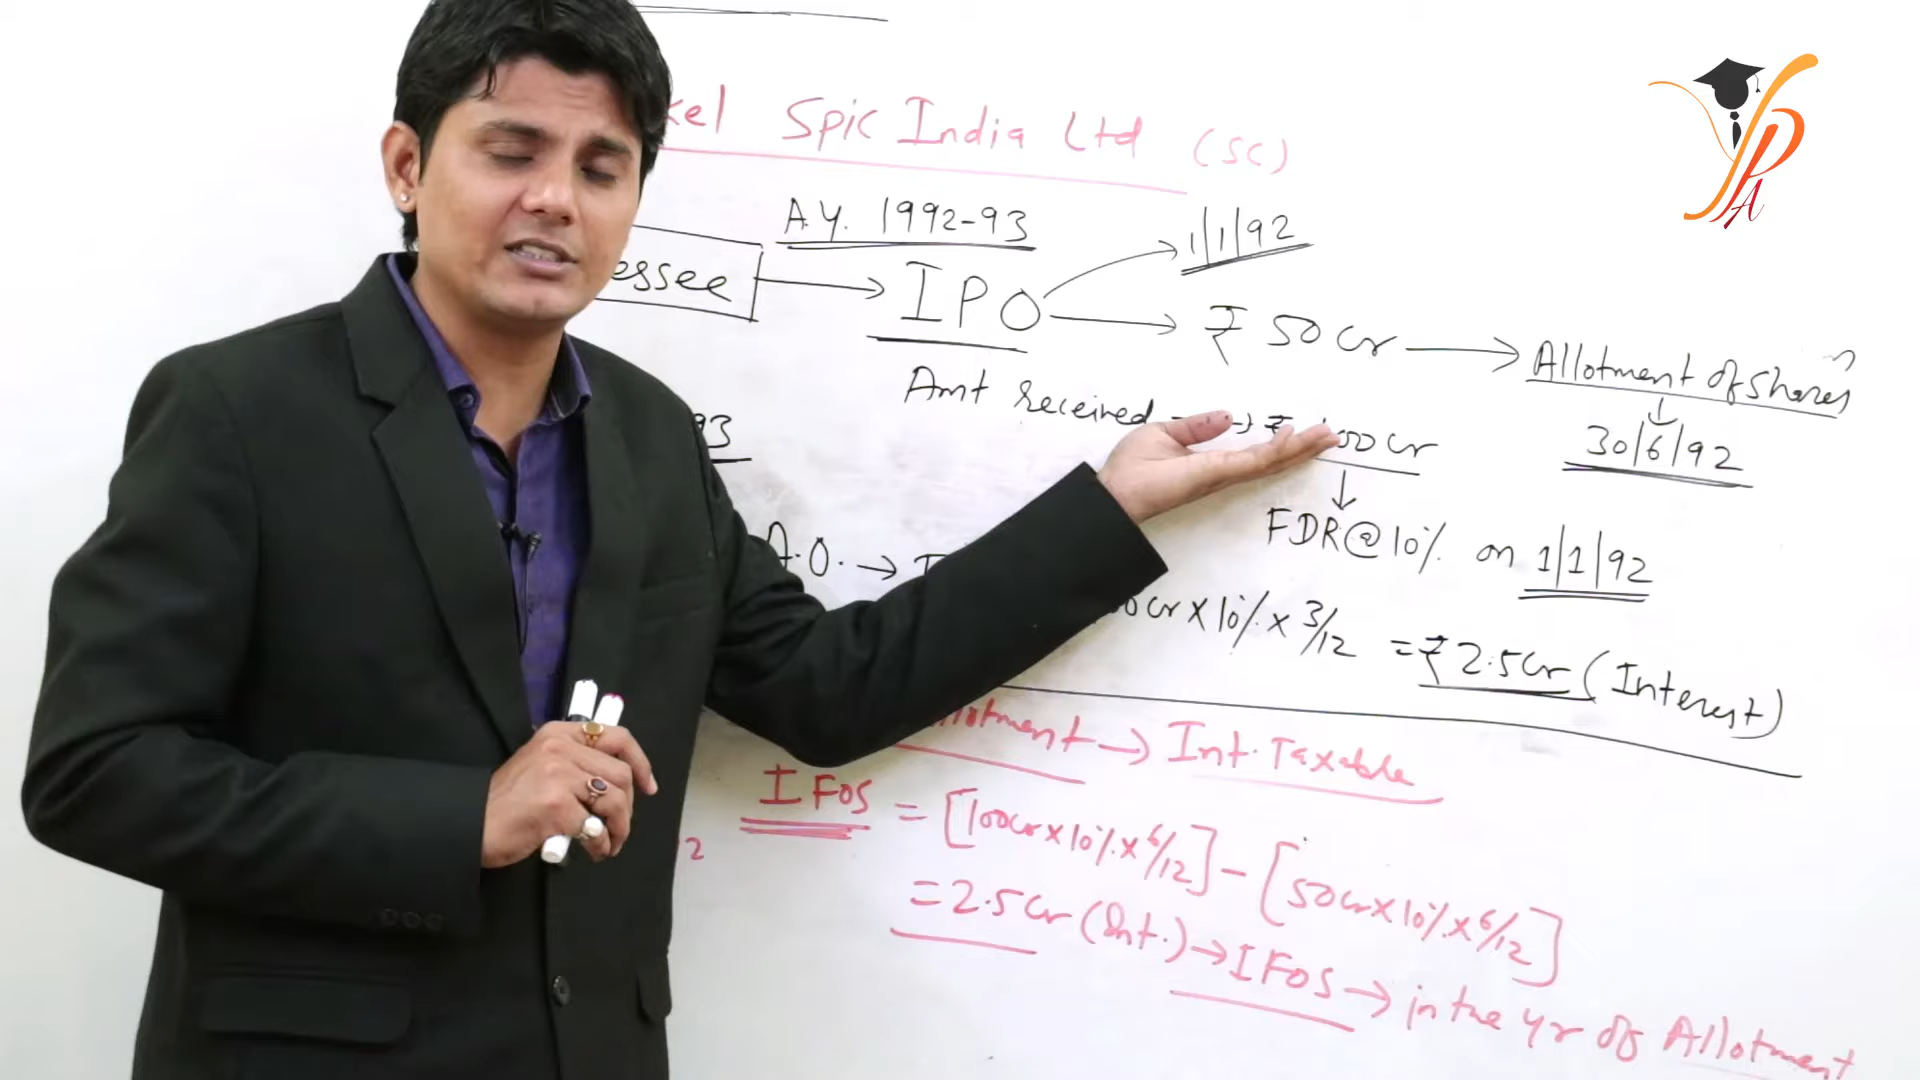 Spic India Ltd (SC)
A.Y. 1992-93
1/1/92
IPO
₹ 50 cr
Allotment of shares
30/6/92
Amt received → ₹ 100 cr
FDR @ 10% on 1/1/92
A.O. →
cr x 10% x 3/12 = ₹ 2.5 cr (Interest)
→ Int. Taxable
IFOS = [100cr x 10% x 6/12] - [50cr x 10% x 6/12]
= 2.5 cr (Int.) → IFOS → in the yr of Allotment
VPA